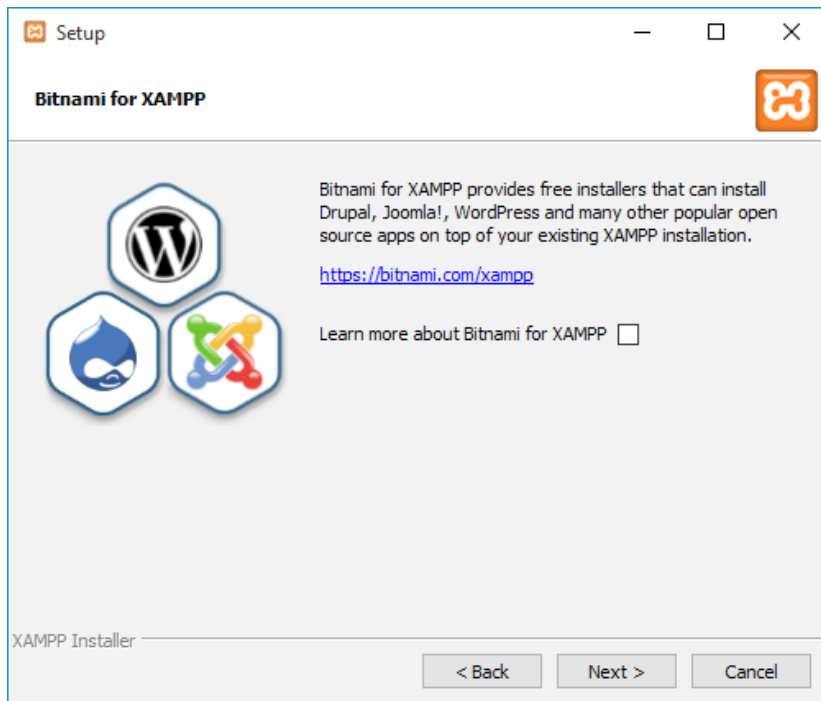 Setup
Bitnami for XAMPP
Bitnami for XAMPP provides free installers that can install
Drupal, Joomla!, WordPress and many other popular open
source apps on top of your existing XAMPP installation.
https://bitnami.com/xampp
Learn more about Bitnami for XAMPP
XAMPP Installer
< Back
Next >
Cancel